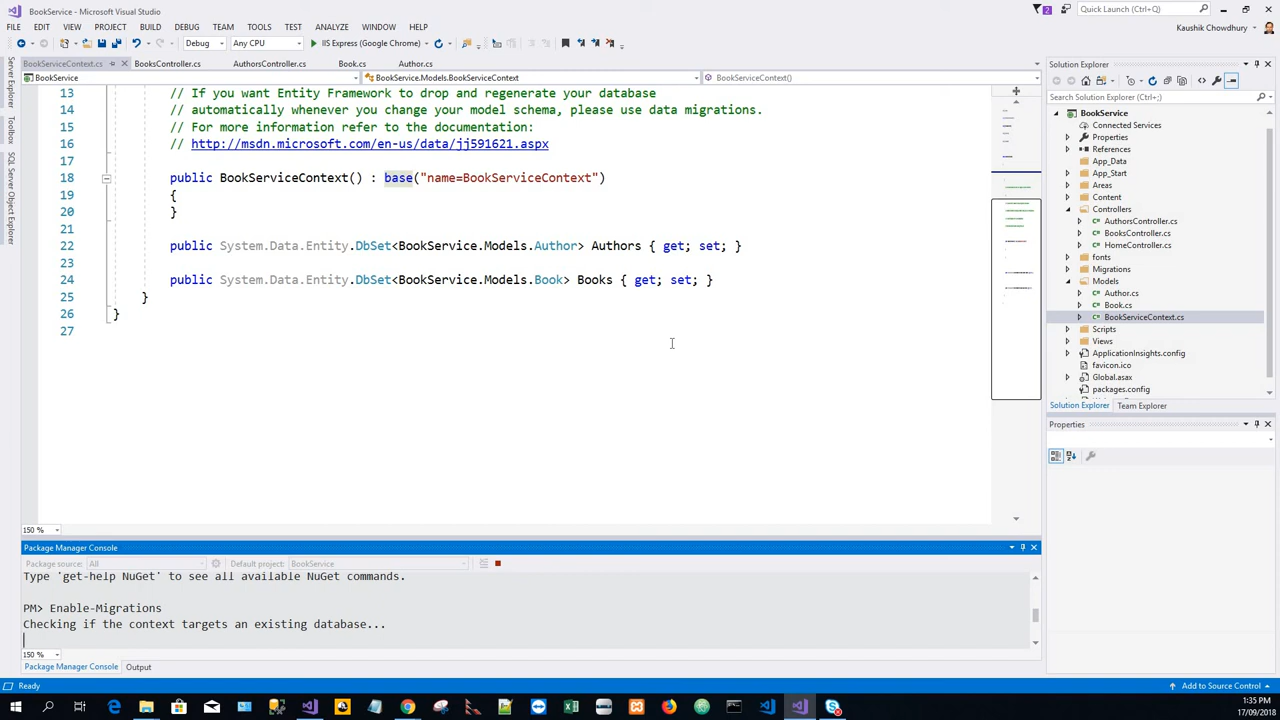 BookService - Microsoft Visual Studio
2
Quick Launch (Ctrl+Q)
FILE EDIT VIEW PROJECT BUILD DEBUG TEAM TOOLS TEST ANALYZE WINDOW HELP
Kaushik Chowdhury
Debug Any CPU IIS Express (Google Chrome)
Server Explorer
Toolbox
SQL Server Object Explorer
BookServiceContext.cs BooksController.cs AuthorsController.cs Book.cs Author.cs
BookService BookService.Models.BookServiceContext BookServiceContext()
13 // If you want Entity Framework to drop and regenerate your database
14 // automatically whenever you change your model schema, please use data migrations.
15 // For more information refer to the documentation:
16 // http://msdn.microsoft.com/en-us/data/jj591621.aspx
17
18 public BookServiceContext() : base("name=BookServiceContext")
19 {
20 }
21
22 public System.Data.Entity.DbSet<BookService.Models.Author> Authors { get; set; }
23
24 public System.Data.Entity.DbSet<BookService.Models.Book> Books { get; set; }
25 }
26 }
27
150 %
Package Manager Console
Package source: All Default project: BookService
Type 'get-help NuGet' to see all available NuGet commands.
PM> Enable-Migrations
Checking if the context targets an existing database...
150 %
Package Manager Console Output
Solution Explorer
Search Solution Explorer (Ctrl+;)
BookService
Connected Services
Properties
References
App_Data
App_Start
Areas
Content
Controllers
AuthorsController.cs
BooksController.cs
HomeController.cs
fonts
Migrations
Models
Author.cs
Book.cs
BookServiceContext.cs
Scripts
Views
ApplicationInsights.config
favicon.ico
Global.asax
packages.config
Solution Explorer Team Explorer
Properties
Ready
Add to Source Control
1:35 PM
17/09/2018